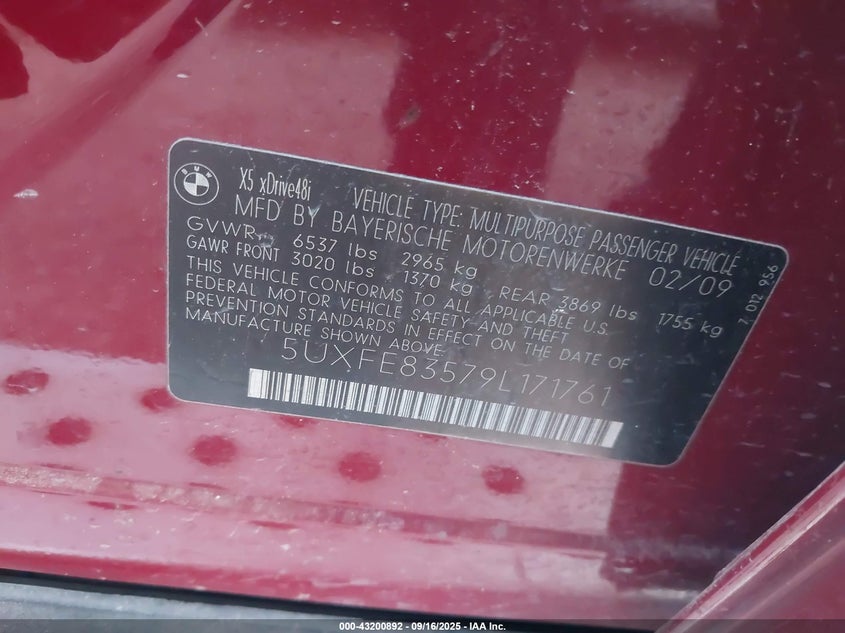 BMW
X5 xDrive48i VEHICLE TYPE: MULTIPURPOSE PASSENGER VEHICLE
MFD BY BAYERISCHE MOTORENWERKE 02/09
GVWR 6537 lbs 2965 kg
GAWR FRONT 3020 lbs 1370 kg , REAR 3869 lbs 1755 kg
THIS VEHICLE CONFORMS TO ALL APPLICABLE U.S.
FEDERAL MOTOR VEHICLE SAFETY AND THEFT
PREVENTION STANDARDS IN EFFECT ON THE DATE OF
MANUFACTURE SHOWN ABOVE.
5UXFE83579L171761
7 012 956
000-43200892 - 09/16/2025 - IAA Inc.